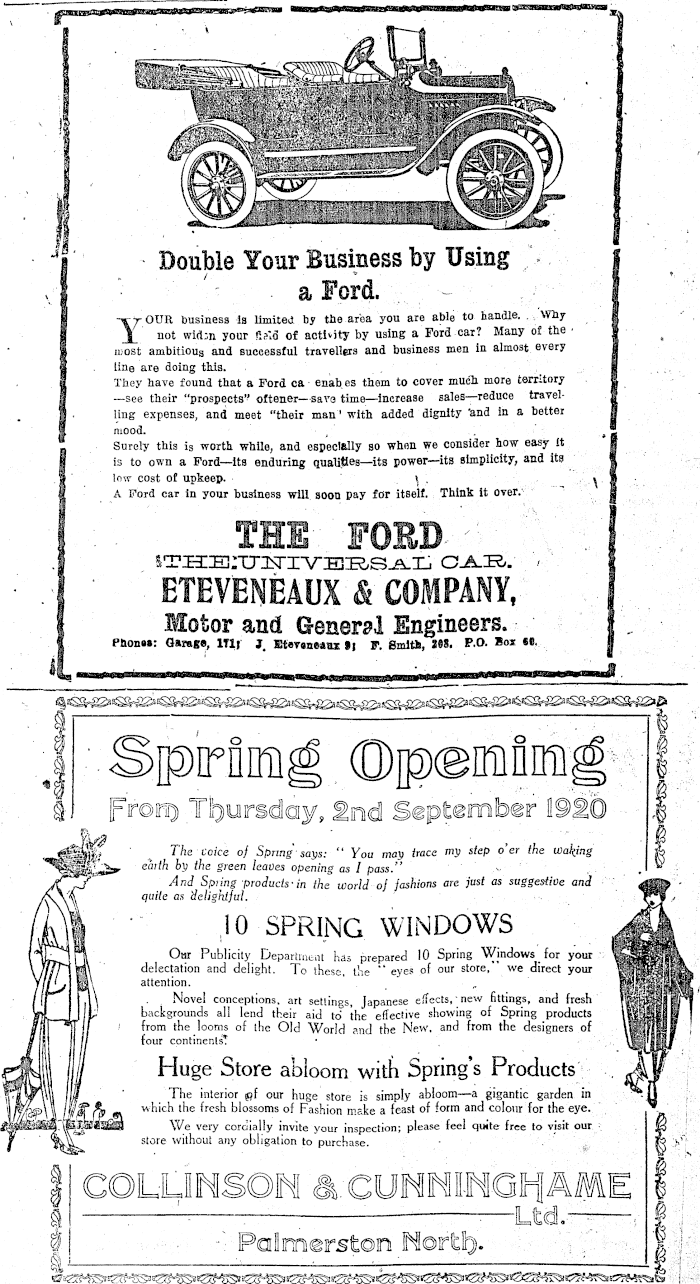 Double Your Business by Using
a Ford.
YOUR business is limited by the area you are able to handle. Why
not widen your field of activity by using a Ford car? Many of the
most ambitious and successful travellers and business men in almost every
line are doing this.
They have found that a Ford ca enables them to cover much more territory
—see their "prospects" oftener—save time—increase sales—reduce travel-
ling expenses, and meet "their man' with added dignity and in a better
mood.
Surely this is worth while, and especially so when we consider how easy it
is to own a Ford—its enduring qualities—its power—its simplicity, and its
low cost of upkeep.
A Ford car in your business will soon pay for itself. Think it over.
THE FORD
THE UNIVERSAL CAR.
ETEVENEAUX & COMPANY,
Motor and General Engineers.
Phones: Garage, 1711; J. Eteveneaux 91; F. Smith, 203. P.O. Box 60.
Spring Opening
From Thursday, 2nd September 1920
The voice of Spring says: "You may trace my step o'er the waking
earth by the green leaves opening as I pass."
And Spring products in the world of fashions are just as suggestive and
quite as delightful.
10 SPRING WINDOWS
Our Publicity Department has prepared 10 Spring Windows for your
delectation and delight. To these, the "eyes of our store," we direct your
attention.
Novel conceptions, art settings, Japanese effects, new fittings, and fresh
backgrounds all lend their aid to the effective showing of Spring products
from the looms of the Old World and the New, and from the designers of
four continents.
Huge Store abloom with Spring's Products
The interior of our huge store is simply abloom—a gigantic garden in
which the fresh blossoms of Fashion make a feast of form and colour for the eye.
We very cordially invite your inspection; please feel quite free to visit our
store without any obligation to purchase.
COLLINSON & CUNNINGHAME
Ltd.
Palmerston North.